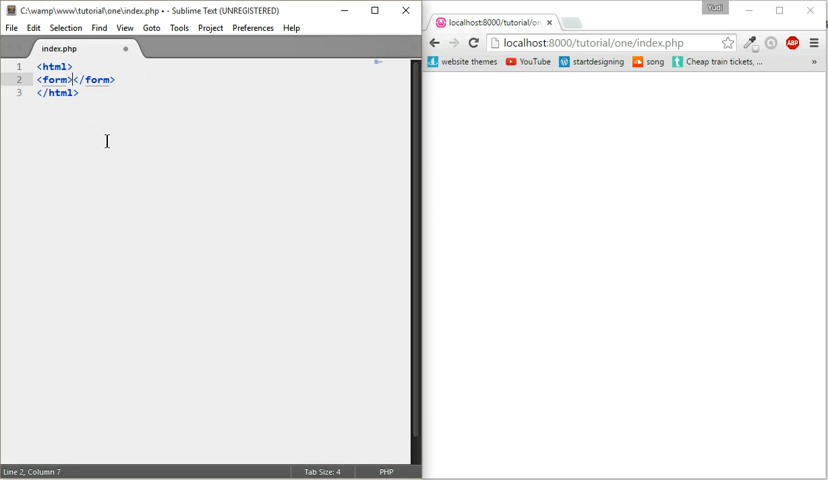 C:\wamp\www\tutorial\one\index.php • - Sublime Text (UNREGISTERED)
File Edit Selection Find View Goto Tools Project Preferences Help
index.php
1 <html>
2 <form></form>
3 </html>
Line 2, Column 7 Tab Size: 4 PHP
Yudi
localhost:8000/tutorial/on
localhost:8000/tutorial/one/index.php
ABP
website themes YouTube startdesigning song Cheap train tickets, ... »